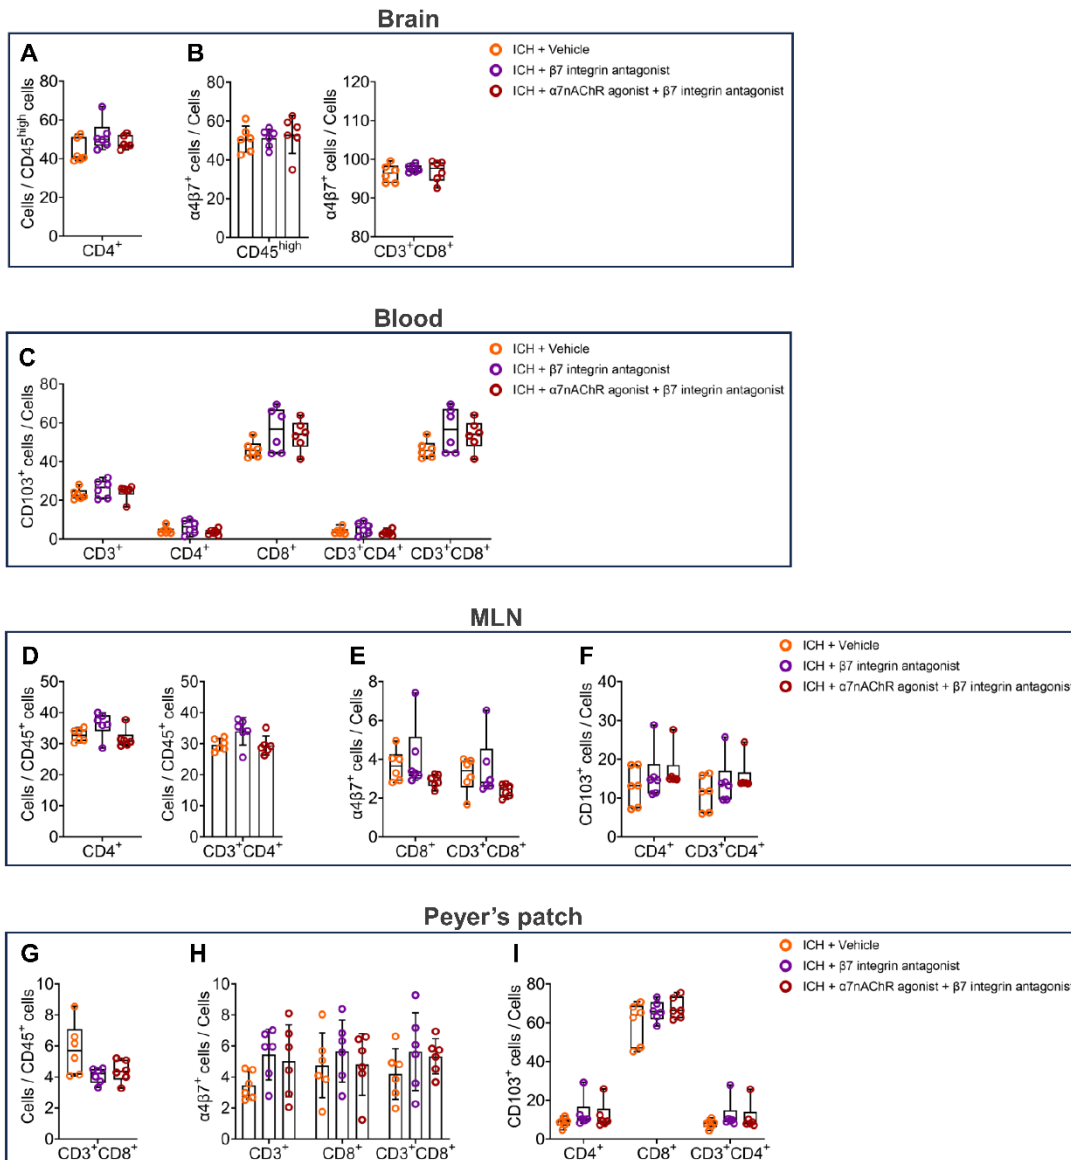 Brain
A
B
ICH + Vehicle
ICH + β7 integrin antagonist
ICH + α7nAChR agonist + β7 integrin antagonist
Cells / CD45high cells
80
60
40
20
0
CD4+
α4β7+ cells / Cells
80
60
40
20
0
CD45high
α4β7+ cells / Cells
120
110
100
90
80
CD3+CD8+
Blood
C
ICH + Vehicle
ICH + β7 integrin antagonist
ICH + α7nAChR agonist + β7 integrin antagonist
CD103+ cells / Cells
80
60
40
20
0
CD3+
CD4+
CD8+
CD3+CD4+
CD3+CD8+
MLN
D
E
F
ICH + Vehicle
ICH + β7 integrin antagonist
ICH + α7nAChR agonist + β7 integrin antagonist
Cells / CD45+ cells
50
40
30
20
10
0
CD4+
Cells / CD45+ cells
50
40
30
20
10
0
CD3+CD4+
α4β7+ cells / Cells
8
6
4
2
0
CD8+
CD3+CD8+
CD103+ cells / Cells
40
30
20
10
0
CD4+
CD3+CD4+
Peyer's patch
G
H
I
ICH + Vehicle
ICH + β7 integrin antagonist
ICH + α7nAChR agonist + β7 integrin antagonist
Cells / CD45+ cells
10
8
6
4
2
0
CD3+CD8+
α4β7+ cells / Cells
10
8
6
4
2
0
CD3+
CD8+
CD3+CD8+
CD103+ cells / Cells
80
60
40
20
0
CD4+
CD8+
CD3+CD4+